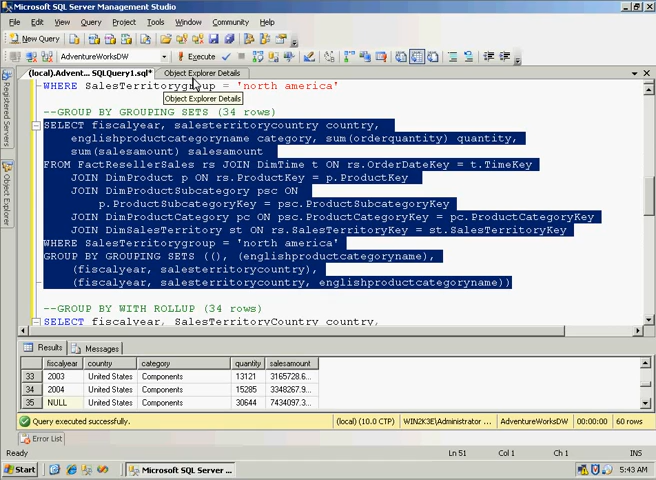 Microsoft SQL Server Management Studio
File Edit View Query Project Tools Window Community Help
New Query
AdventureWorksDW Execute
(local).Advent... SQLQuery1.sql* Object Explorer Details
WHERE SalesTerritorygroup = 'north america'
Object Explorer Details
--GROUP BY GROUPING SETS (34 rows)
SELECT fiscalyear, salesterritorycountry country,
englishproductcategoryname category, sum(orderquantity) quantity,
sum(salesamount) salesamount
FROM FactResellerSales rs JOIN DimTime t ON rs.OrderDateKey = t.TimeKey
JOIN DimProduct p ON rs.ProductKey = p.ProductKey
JOIN DimProductSubcategory psc ON
p.ProductSubcategoryKey = psc.ProductSubcategoryKey
JOIN DimProductCategory pc ON psc.ProductCategoryKey = pc.ProductCategoryKey
JOIN DimSalesTerritory st ON rs.SalesTerritoryKey = st.SalesTerritoryKey
WHERE SalesTerritorygroup = 'north america'
GROUP BY GROUPING SETS ((), (englishproductcategoryname),
(fiscalyear, salesterritorycountry),
(fiscalyear, salesterritorycountry, englishproductcategoryname))
--GROUP BY WITH ROLLUP (34 rows)
SELECT fiscalyear, SalesTerritoryCountry country,
Registered Servers
Object Explorer
Results Messages
fiscalyear country category quantity salesamount
33 2003 United States Components 13121 3165728.6...
34 2004 United States Components 15285 3348267.9...
35 NULL United States Components 30644 7434097.3...
Query executed successfully. (local) (10.0 CTP) WIN2K3E\Administrator ... AdventureWorksDW 00:00:00 60 rows
Error List
Ready Ln 51 Col 1 Ch 1 INS
Start Microsoft SQL Server ... 5:43 AM